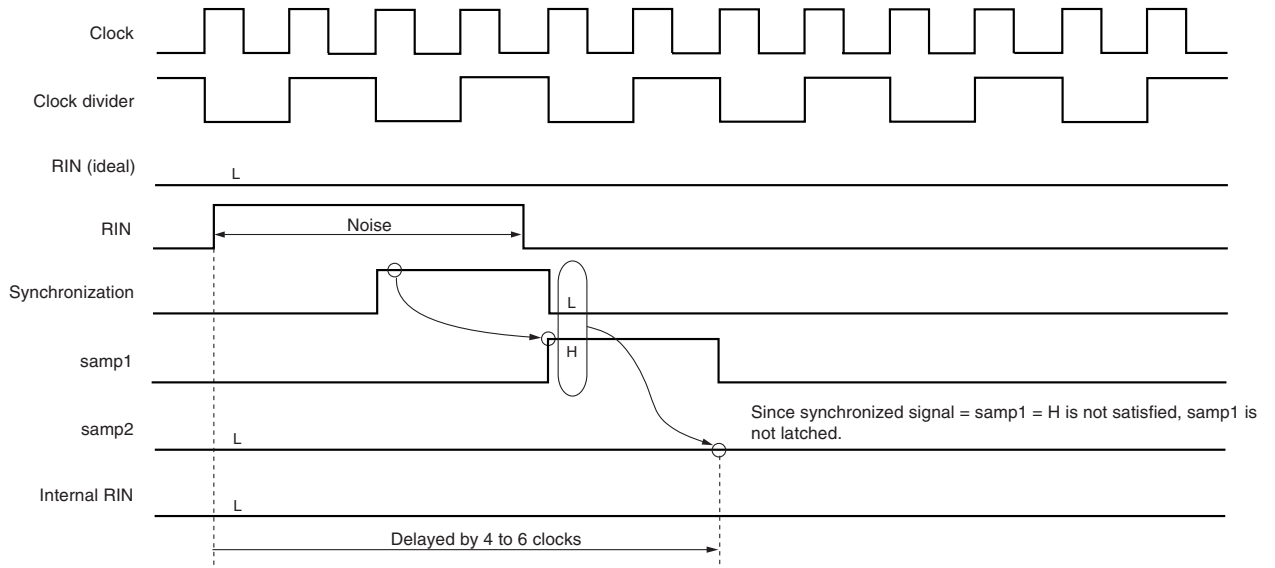 Clock
Clock divider
RIN (ideal)
L
RIN
Noise
Synchronization
L
samp1
H
Since synchronized signal = samp1 = H is not satisfied, samp1 is
not latched.
samp2
L
Internal RIN
L
Delayed by 4 to 6 clocks